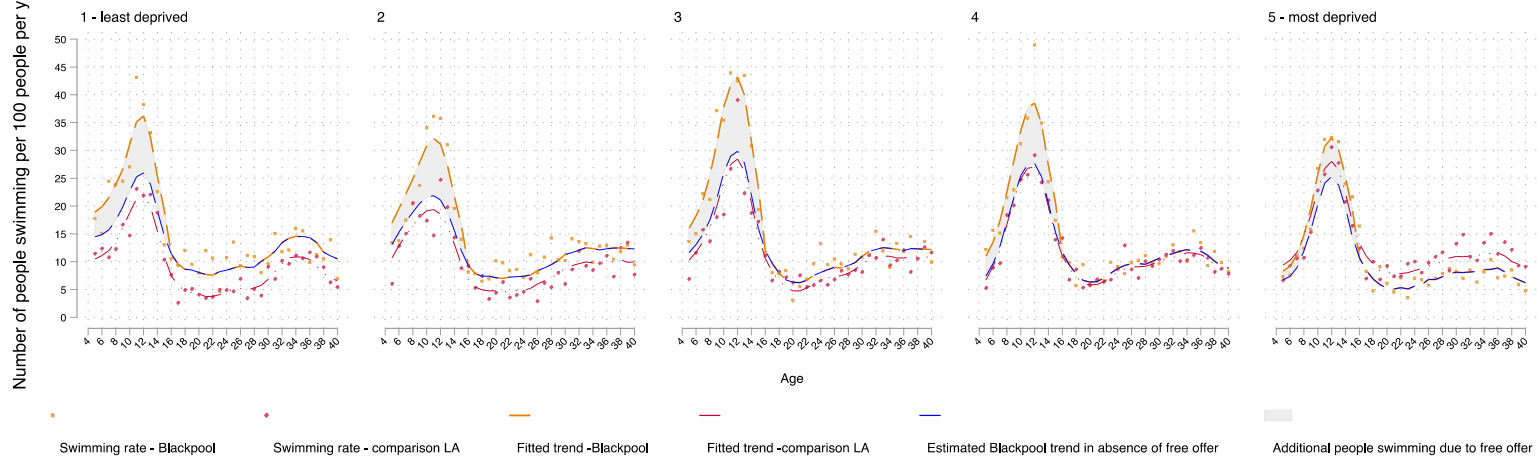 1 - least deprived
2
3
4
5 - most deprived
Number of people swimming per 100 people per y
50
45
40
35
30
25
20
15
10
5
0
4 6 8 10 12 14 16 18 20 22 24 26 28 30 32 34 36 38 40
4 6 8 10 12 14 16 18 20 22 24 26 28 30 32 34 36 38 40
4 6 8 10 12 14 16 18 20 22 24 26 28 30 32 34 36 38 40
4 6 8 10 12 14 16 18 20 22 24 26 28 30 32 34 36 38 40
4 6 8 10 12 14 16 18 20 22 24 26 28 30 32 34 36 38 40
Age
Swimming rate - Blackpool
Swimming rate - comparison LA
Fitted trend -Blackpool
Fitted trend -comparison LA
Estimated Blackpool trend in absence of free offer
Additional people swimming due to free offer